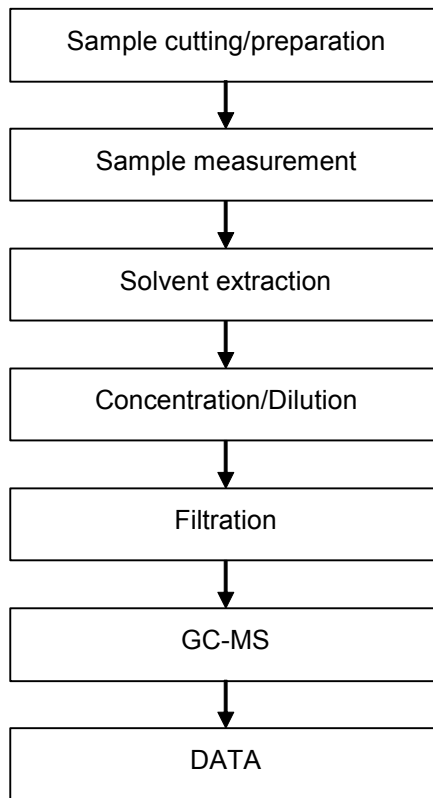 Sample cutting/preparation
Sample measurement
Solvent extraction
Concentration/Dilution
Filtration
GC-MS
DATA